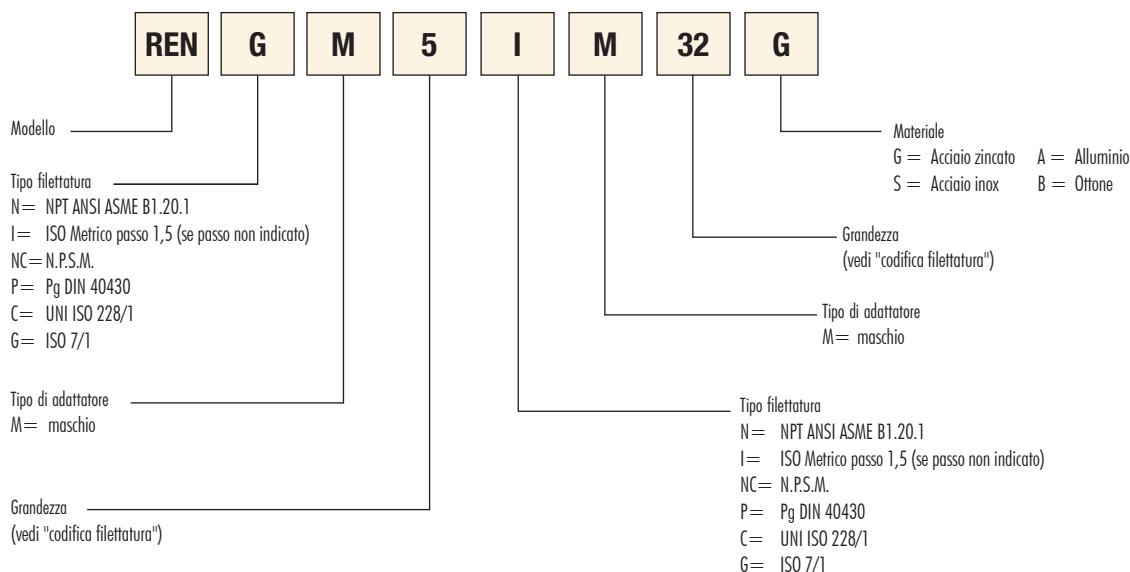 REN G M 5 I M 32 G
Modello
Tipo filettatura
N= NPT ANSI ASME B1.20.1
I= ISO Metrico passo 1,5 (se passo non indicato)
NC= N.P.S.M.
P= Pg DIN 40430
C= UNI ISO 228/1
G= ISO 7/1
Tipo di adattatore
M= maschio
Grandezza
(vedi "codifica filettatura")
Materiale
G= Acciaio zincato A= Alluminio
S= Acciaio inox B= Ottone
Grandezza
(vedi "codifica filettatura")
Tipo di adattatore
M= maschio
Tipo filettatura
N= NPT ANSI ASME B1.20.1
I= ISO Metrico passo 1,5 (se passo non indicato)
NC= N.P.S.M.
P= Pg DIN 40430
C= UNI ISO 228/1
G= ISO 7/1